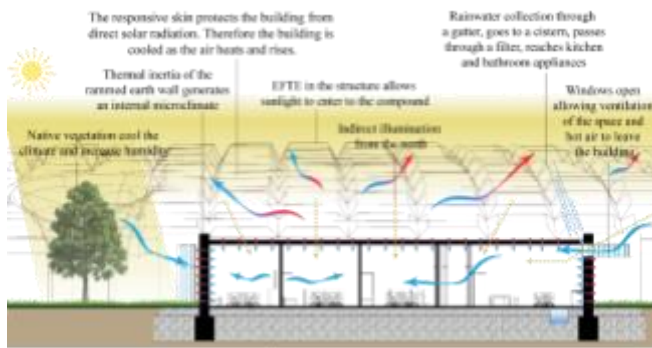 The responsive skin protects the building from
direct solar radiation. Therefore the building is
cooled as the air heats and rises.
Rainwater collection through
a gutter, goes to a cistern, passes
through a filter, reaches kitchen
and bathroom appliances
Thermal inertia of the
rammed earth wall generates
an internal microclimate
EFTE in the structure allows
sunlight to enter to the compound
Windows open
allowing ventilation
of the space and
hot air to leave
the building
Native vegetation cool the
climate and increase humidity
Indirect illumination
from the north